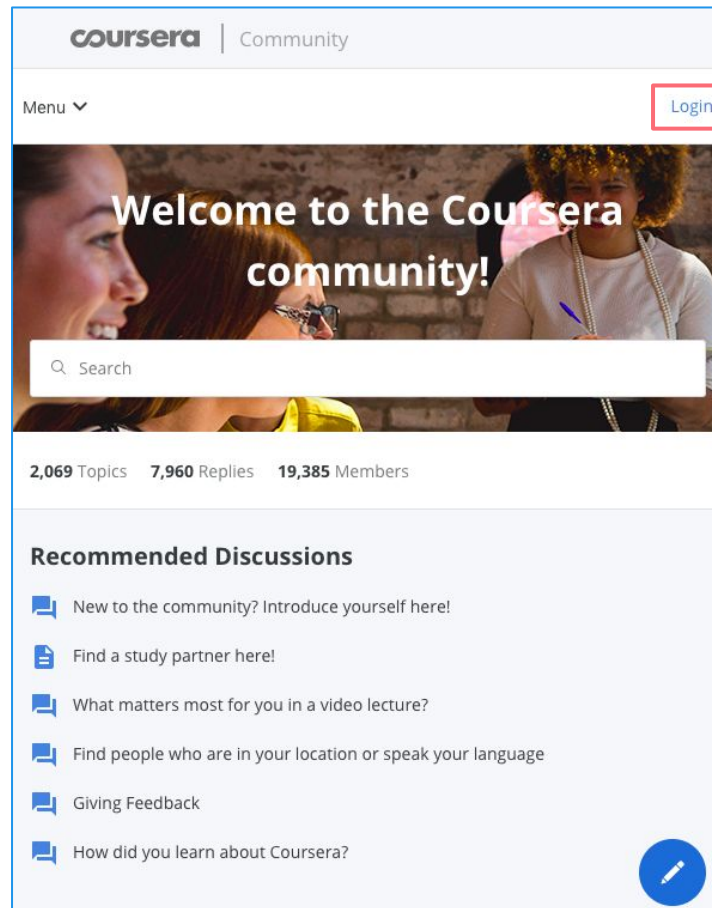 coursera | Community
Menu
Login
Welcome to the Coursera
community!
Search
2,069 Topics 7,960 Replies 19,385 Members
Recommended Discussions
New to the community? Introduce yourself here!
Find a study partner here!
What matters most for you in a video lecture?
Find people who are in your location or speak your language
Giving Feedback
How did you learn about Coursera?